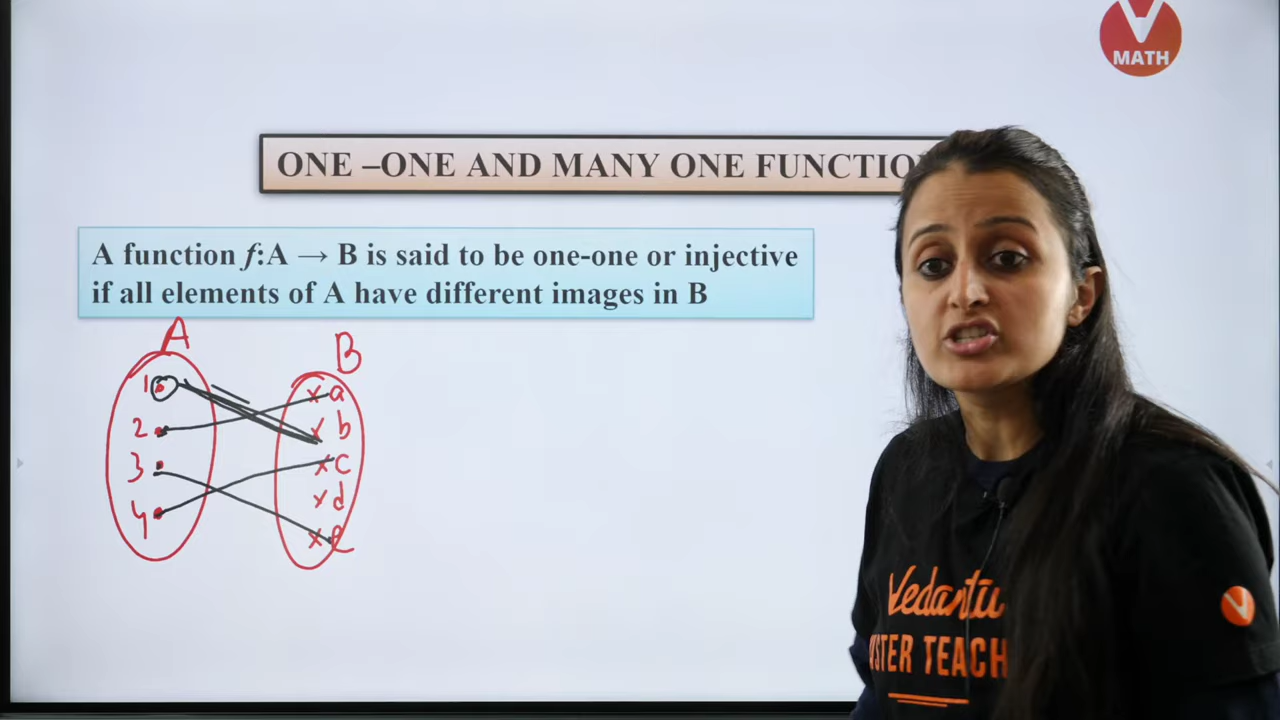 V
MATH
ONE –ONE AND MANY ONE FUNCTIO
A function f:A → B is said to be one-one or injective
if all elements of A have different images in B
A
B
1
x a
2
x b
3
x c
x d
4
x e
Vedantu
STER TEACH